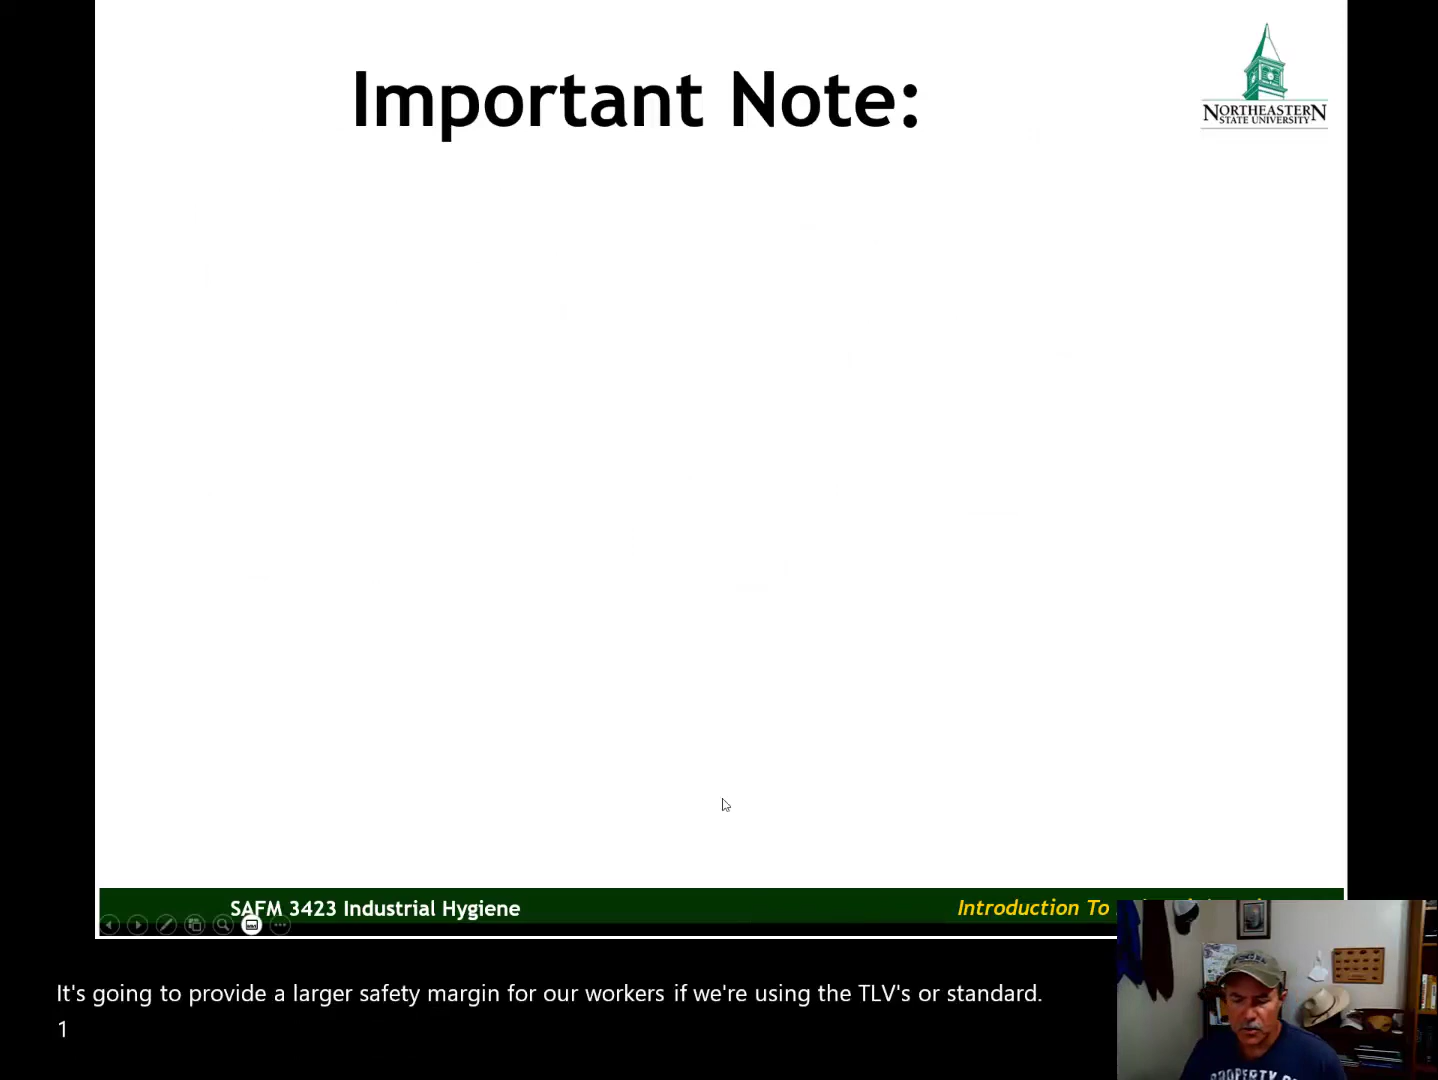 Important Note:
NORTHEASTERN
STATE UNIVERSITY
SAFM 3423 Industrial Hygiene
Introduction To
It's going to provide a larger safety margin for our workers if we're using the TLV's or standard.
1
PROPERTY